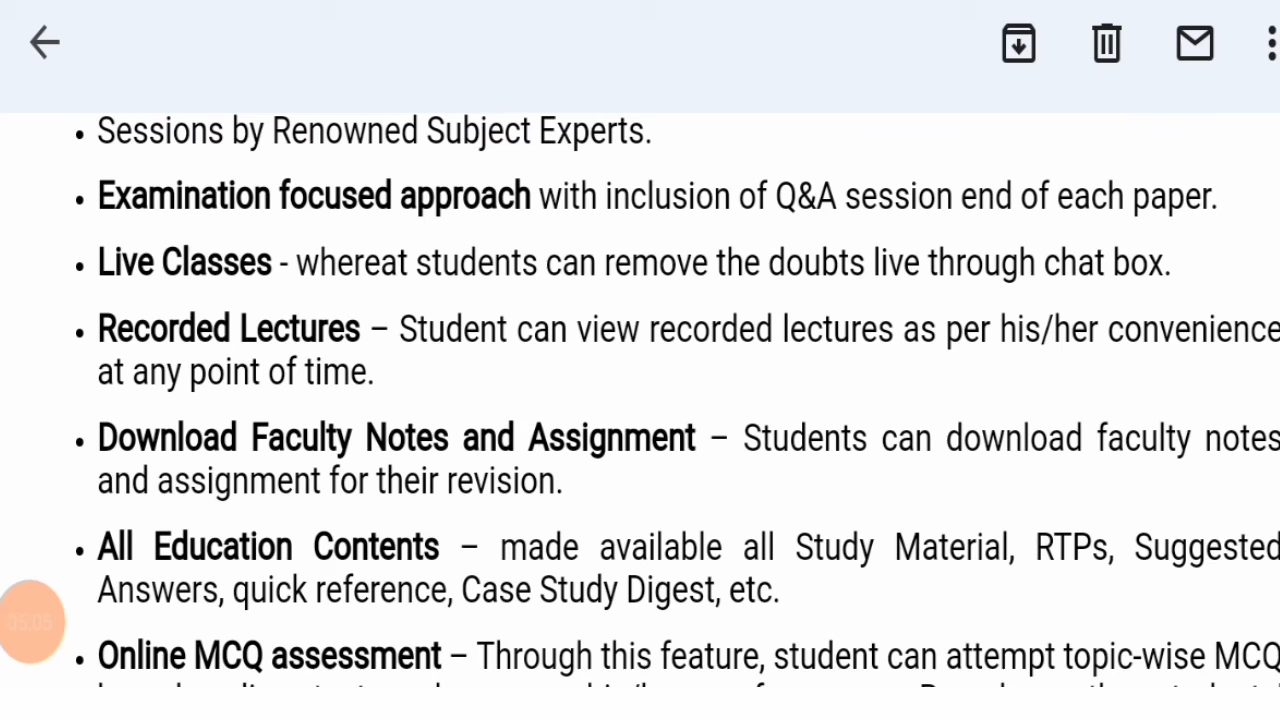 Sessions by Renowned Subject Experts.
Examination focused approach with inclusion of Q&A session end of each paper.
Live Classes - whereat students can remove the doubts live through chat box.
Recorded Lectures – Student can view recorded lectures as per his/her convenience
at any point of time.
Download Faculty Notes and Assignment – Students can download faculty notes
and assignment for their revision.
All Education Contents – made available all Study Material, RTPs, Suggested
Answers, quick reference, Case Study Digest, etc.
05:05
Online MCQ assessment – Through this feature, student can attempt topic-wise MCQ